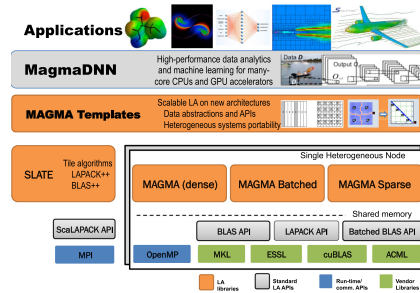 Applications
MagmaDNN
High-performance data analytics
and machine learning for many-
core CPUs and GPU accelerators
Data D
Output O
MAGMA Templates
Scalable LA on new architectures
Data abstractions and APIs
Heterogeneous systems portability
SLATE
Tile algorithms
LAPACK++
BLAS++
Single Heterogeneous Node
MAGMA (dense)
MAGMA Batched
MAGMA Sparse
Shared memory
ScaLAPACK API
BLAS API
LAPACK API
Batched BLAS API
MPI
OpenMP
MKL
ESSL
cuBLAS
ACML
LA
libraries
Standard
LA APIs
Run-time/
comm. APIs
Vendor
Libraries